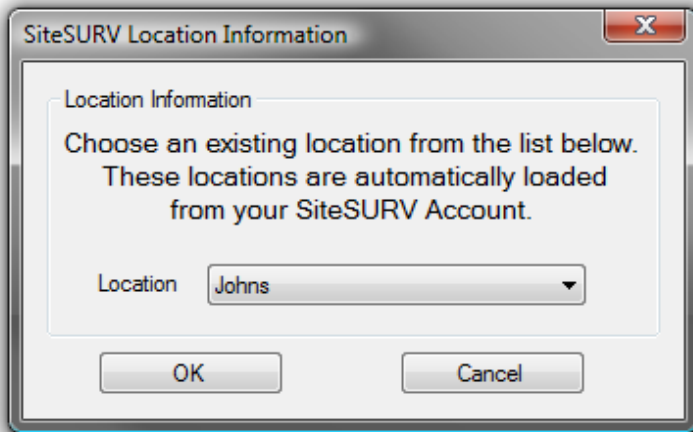 SiteSURV Location Information
Location Information
Choose an existing location from the list below.
These locations are automatically loaded
from your SiteSURV Account.
Location Johns
OK Cancel